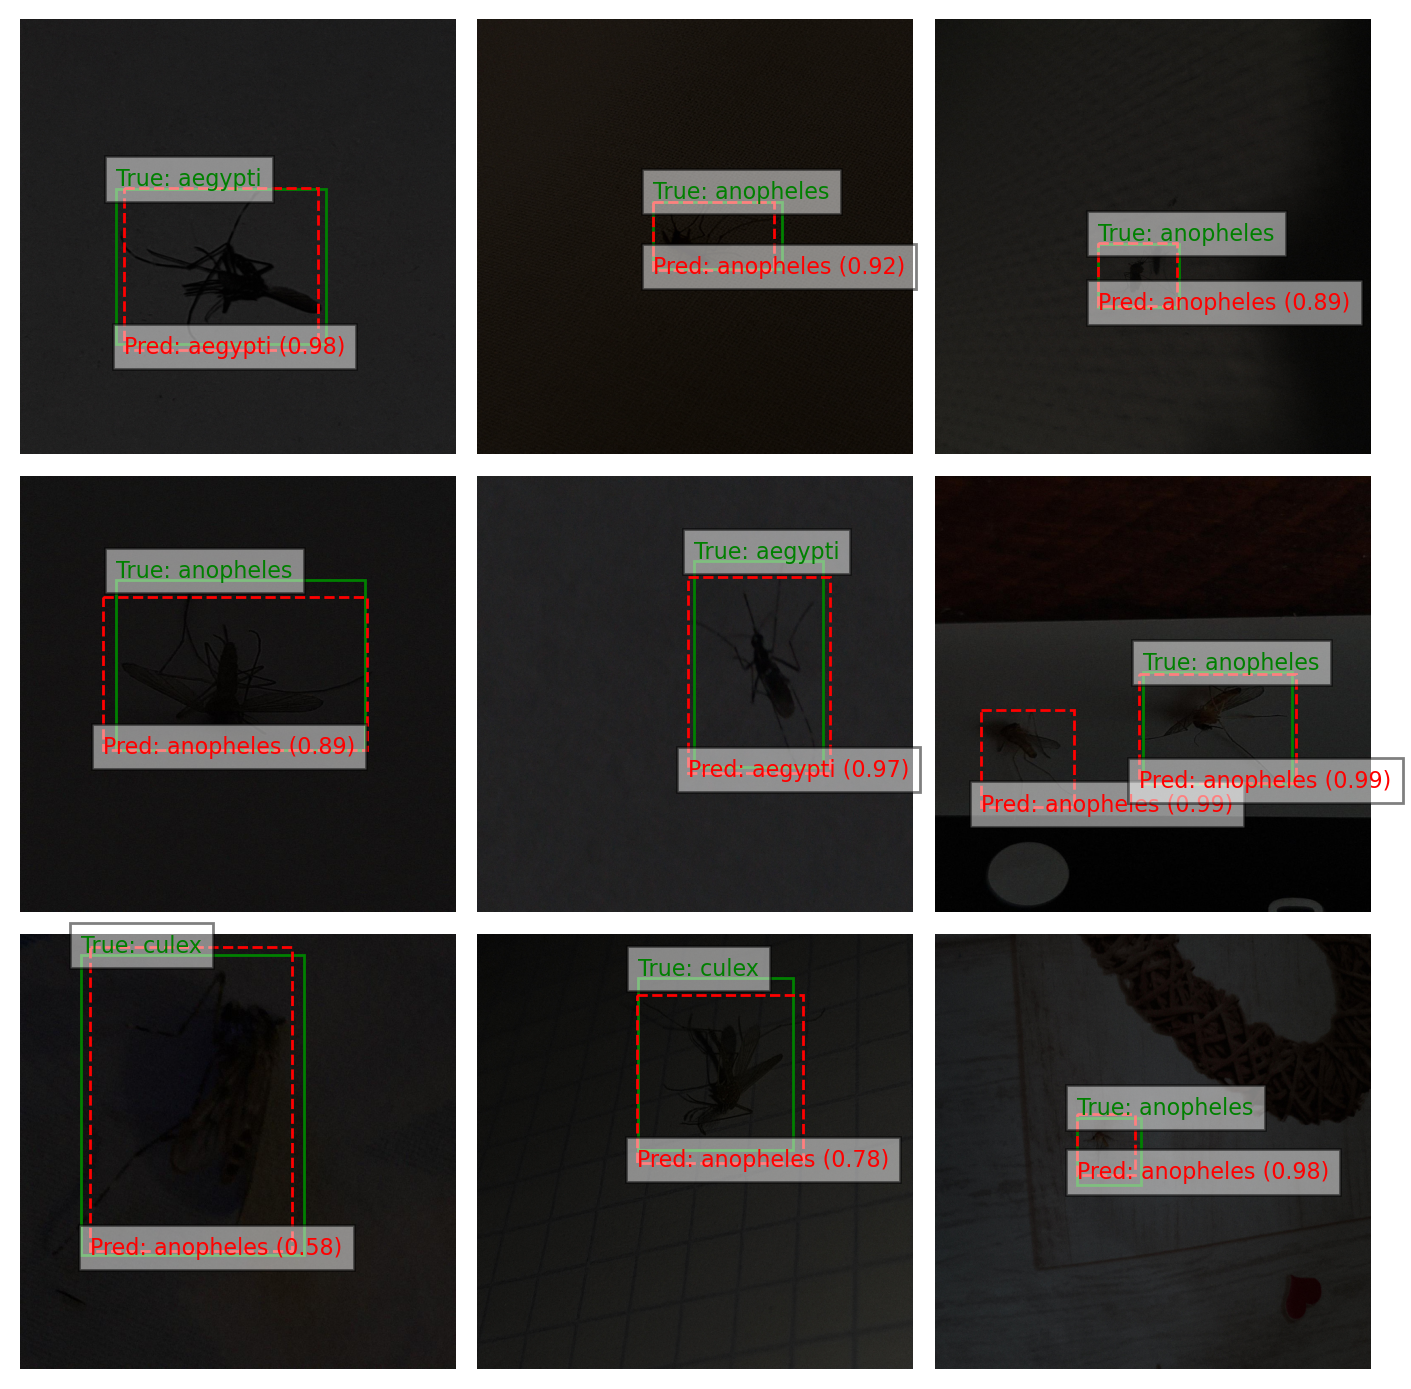 True: aegypti
Pred: aegypti (0.98)
True: anopheles
Pred: anopheles (0.92)
True: anopheles
Pred: anopheles (0.89)
True: anopheles
Pred: anopheles (0.89)
True: aegypti
Pred: aegypti (0.97)
True: anopheles
Pred: anopheles (0.99)
Pred: anopheles (0.99)
True: culex
Pred: anopheles (0.58)
True: culex
Pred: anopheles (0.78)
True: anopheles
Pred: anopheles (0.98)